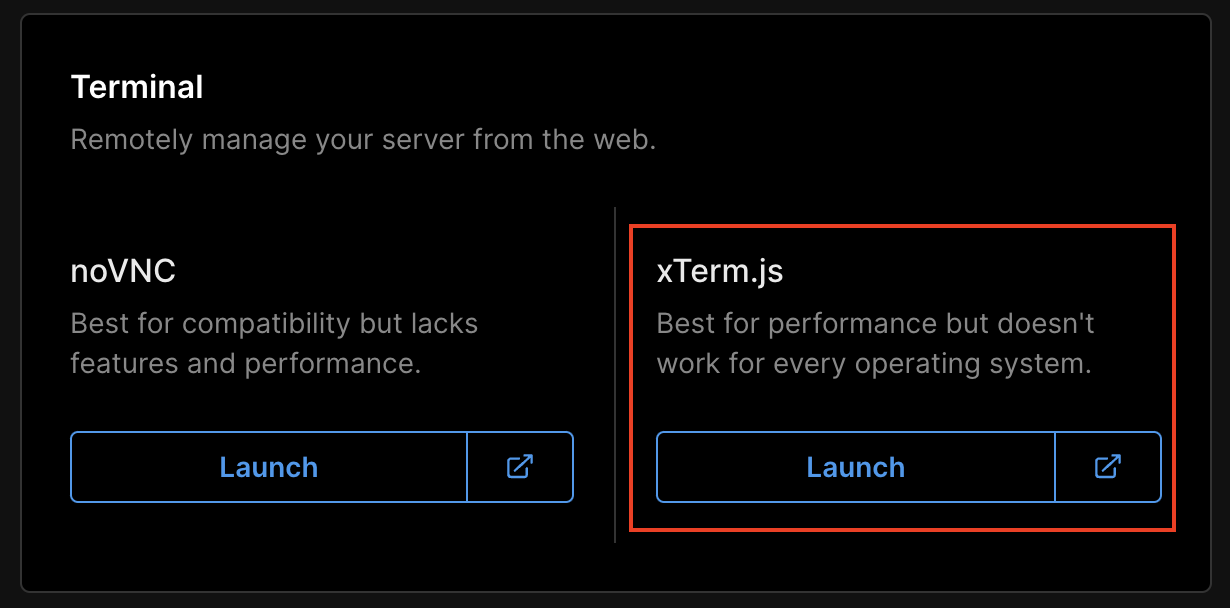 Terminal
Remotely manage your server from the web.
noVNC
Best for compatibility but lacks
features and performance.
Launch
xTerm.js
Best for performance but doesn't
work for every operating system.
Launch